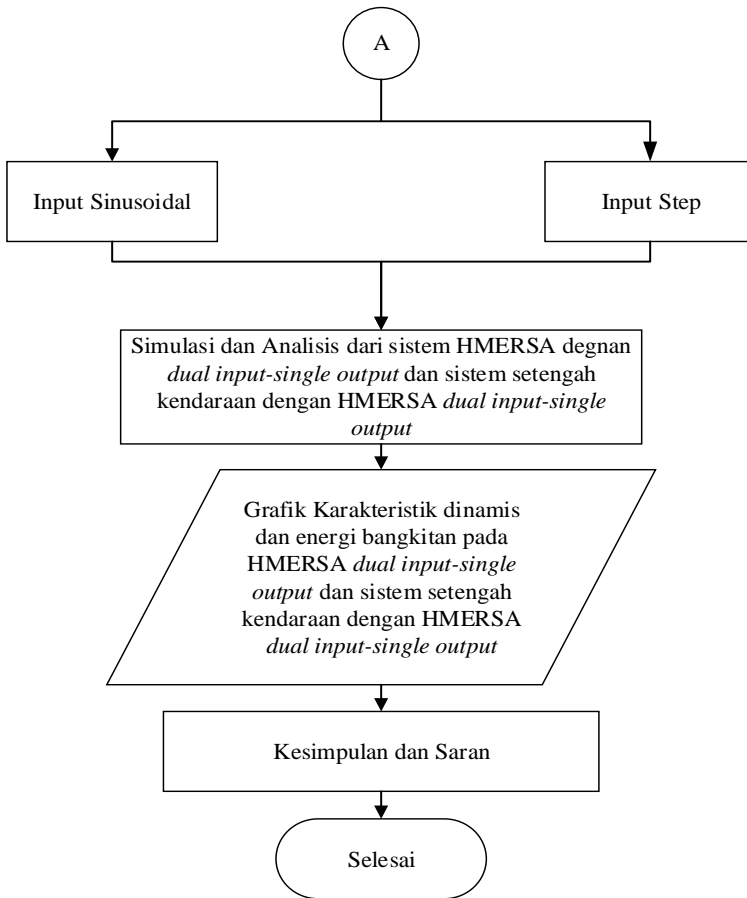 A
Input Sinusoidal
Input Step
Simulasi dan Analisis dari sistem HMERSA degnan
dual input-single output dan sistem setengah
kendaraan dengan HMERSA dual input-single
output
Grafik Karakteristik dinamis
dan energi bangkitan pada
HMERSA dual input-single
output dan sistem setengah
kendaraan dengan HMERSA
dual input-single output
Kesimpulan dan Saran
Selesai